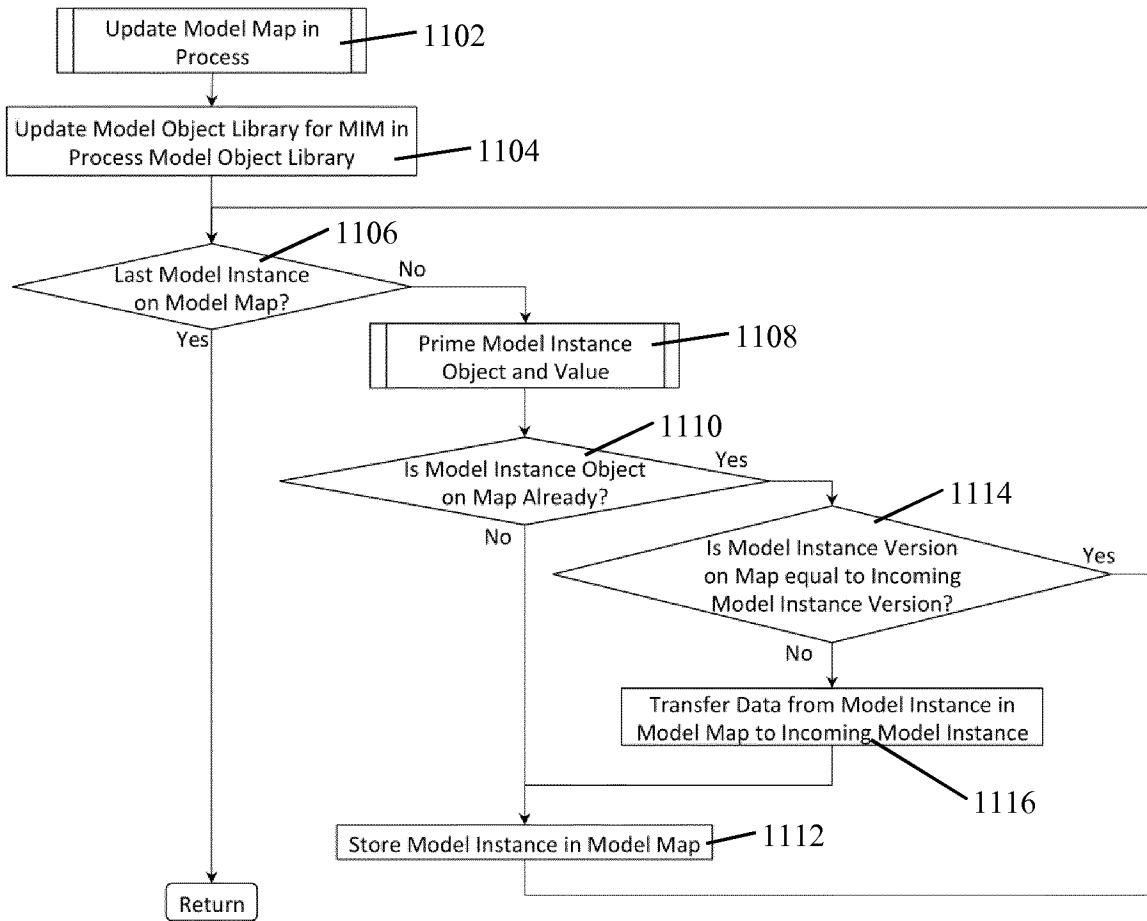 Update Model Map in
Process
1102
Update Model Object Library for MIM in
Process Model Object Library
1104
1106
Last Model Instance
on Model Map?
No
Yes
Prime Model Instance
Object and Value
1108
1110
Is Model Instance Object
on Map Already?
Yes
No
1114
Is Model Instance Version
on Map equal to Incoming
Model Instance Version?
Yes
No
Transfer Data from Model Instance in
Model Map to Incoming Model Instance
1116
Store Model Instance in Model Map
1112
Return